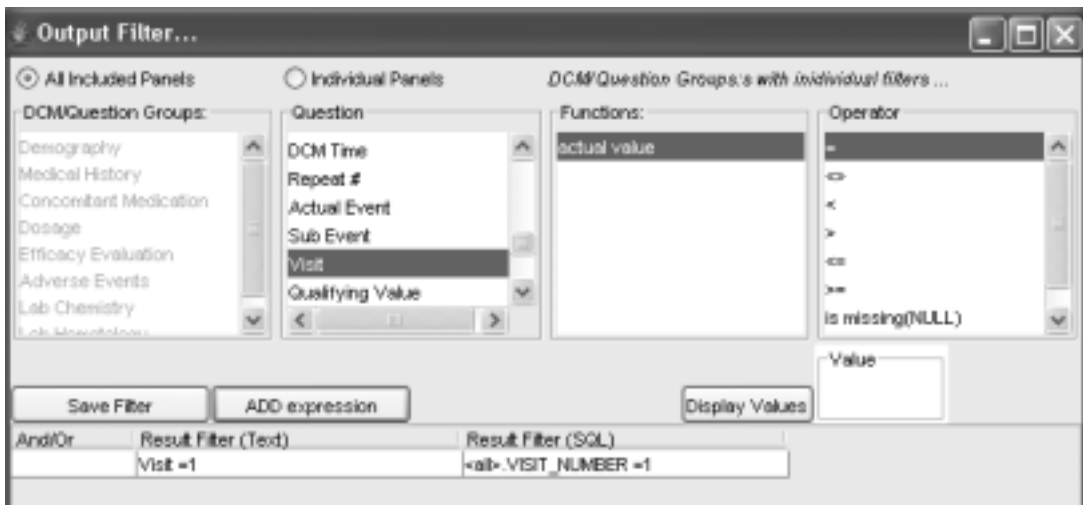 Output Filter...
All Included Panels
Individual Panels
DCM/Question Groups:s with inidividual filters ...
DCM/Question Groups:
Demography
Medical History
Concomitant Medication
Dosage
Efficacy Evaluation
Adverse Events
Lab Chemistry
Lab Hematology
Question
DCM Time
Repeat #
Actual Event
Sub Event
Visit
Qualifying Value
Functions:
actual value
Operator
=
<>
<
>
<=
>=
is missing(NULL)
Value
Save Filter
ADD expression
Display Values
And/Or Result Filter (Text) Result Filter (SQL)
Visit =1 <all>.VISIT_NUMBER =1